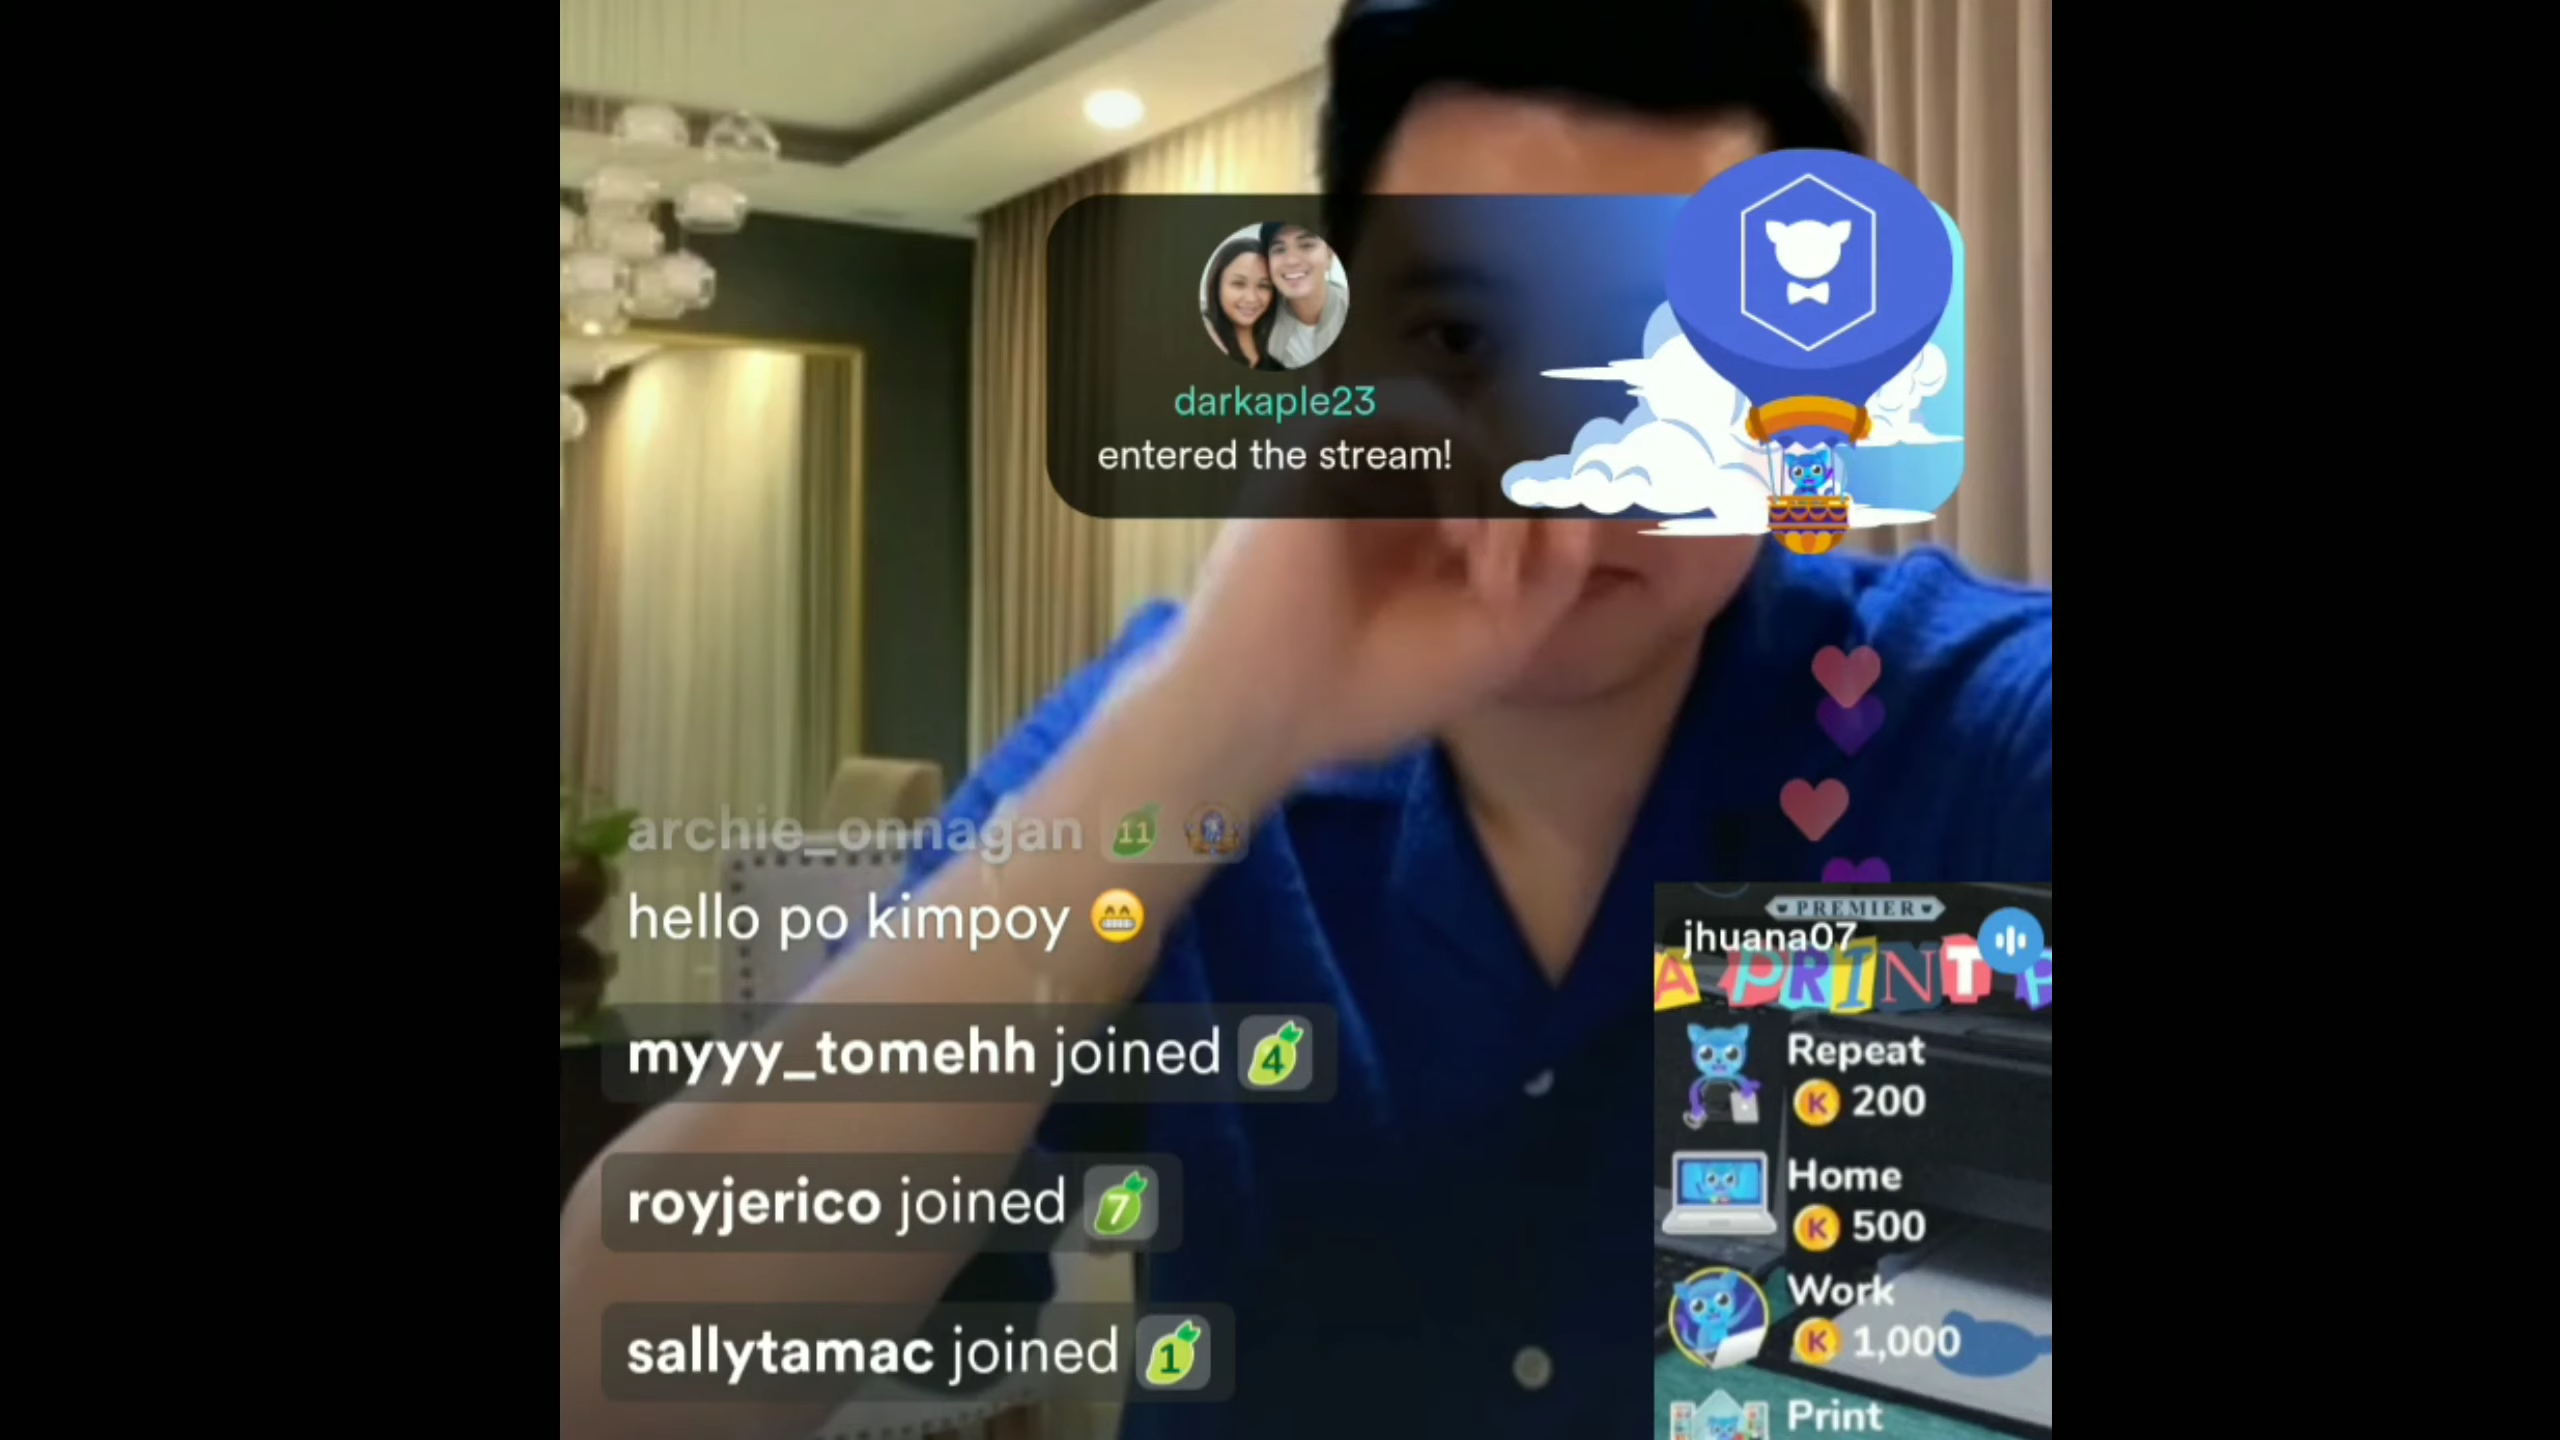 darkaple23
entered the stream!
archie_onnagan 11
hello po kimpoy 😁
myyy_tomehh joined 4
royjerico joined 7
sallytamac joined 1
PREMIER
jhuana07
A PRINT P
Repeat
K 200
Home
K 500
Work
K 1,000
Print